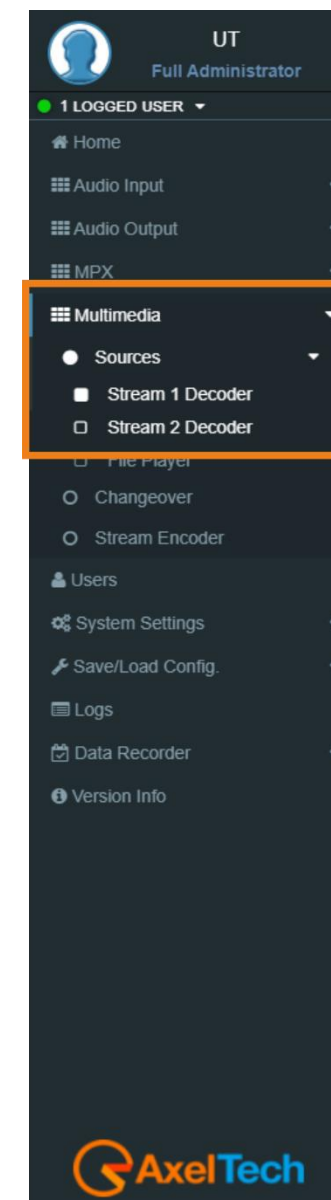 UT
Full Administrator
1 LOGGED USER
Home
Audio Input
Audio Output
MPX
Multimedia
Sources
Stream 1 Decoder
Stream 2 Decoder
File Player
Changeover
Stream Encoder
Users
System Settings
Save/Load Config.
Logs
Data Recorder
Version Info
AxelTech